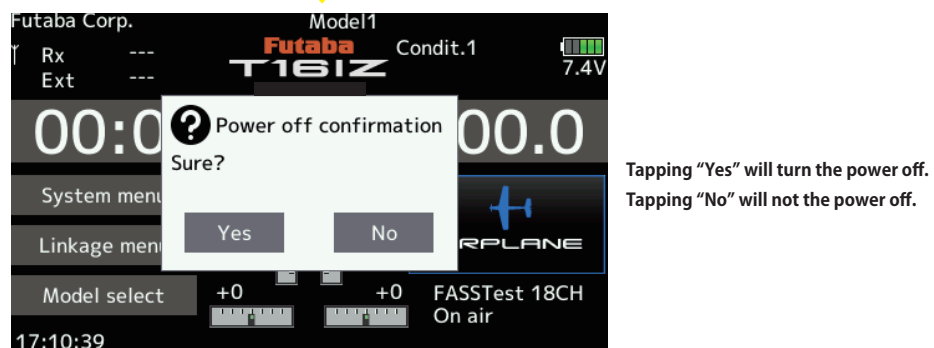 Futaba Corp.
Model1
Rx ---
Ext ---
Futaba
T16IZ
Condit.1
7.4V
00:0
00.0
Power off confirmation
Sure?
Yes
No
System menu
Linkage menu
Model select
RPLANE
+0
+0
FASSTest 18CH
On air
17:10:39
Tapping “Yes” will turn the power off.
Tapping “No” will not the power off.